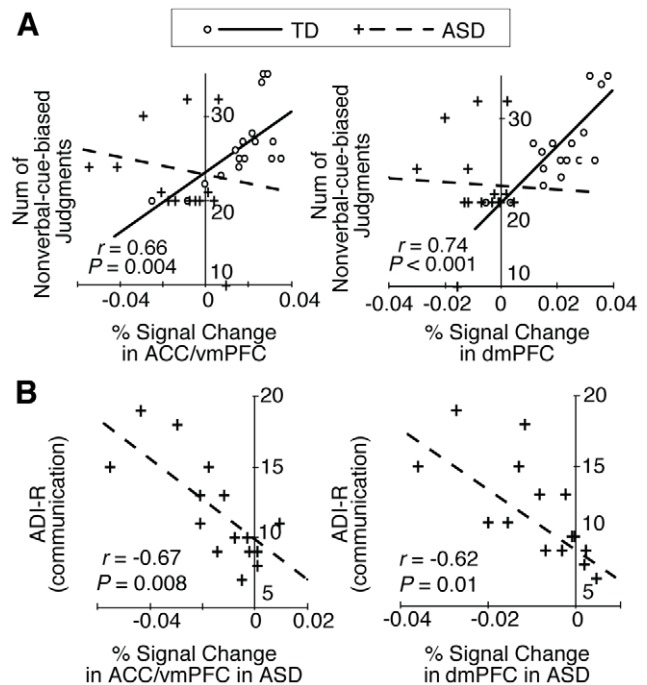 A
TD
ASD
Num of
Nonverbal-cue-biased
Judgments
30
20
10
r = 0.66
P = 0.004
-0.04
0
0.04
% Signal Change
in ACC/vmPFC
Num of
Nonverbal-cue-biased
Judgments
30
20
10
r = 0.74
P < 0.001
-0.04
-0.02
0
0.02
0.04
% Signal Change
in dmPFC
B
ADI-R
(communication)
20
15
10
5
r = -0.67
P = 0.008
-0.04
0
0.02
% Signal Change
in ACC/vmPFC in ASD
ADI-R
(communication)
20
15
10
5
r = -0.62
P = 0.01
-0.04
-0.02
0
% Signal Change
in dmPFC in ASD